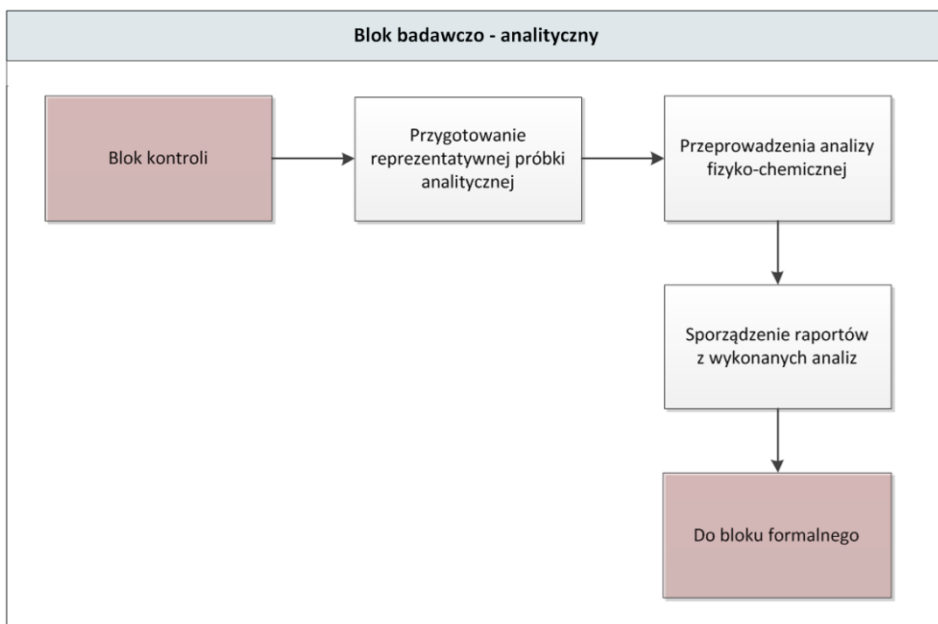 Blok badawczo - analityczny
Blok kontroli
Przygotowanie
reprezentatywnej próbki
analitycznej
Przeprowadzenia analizy
fizyko-chemicznej
Sporządzenie raportów
z wykonanych analiz
Do bloku formalnego